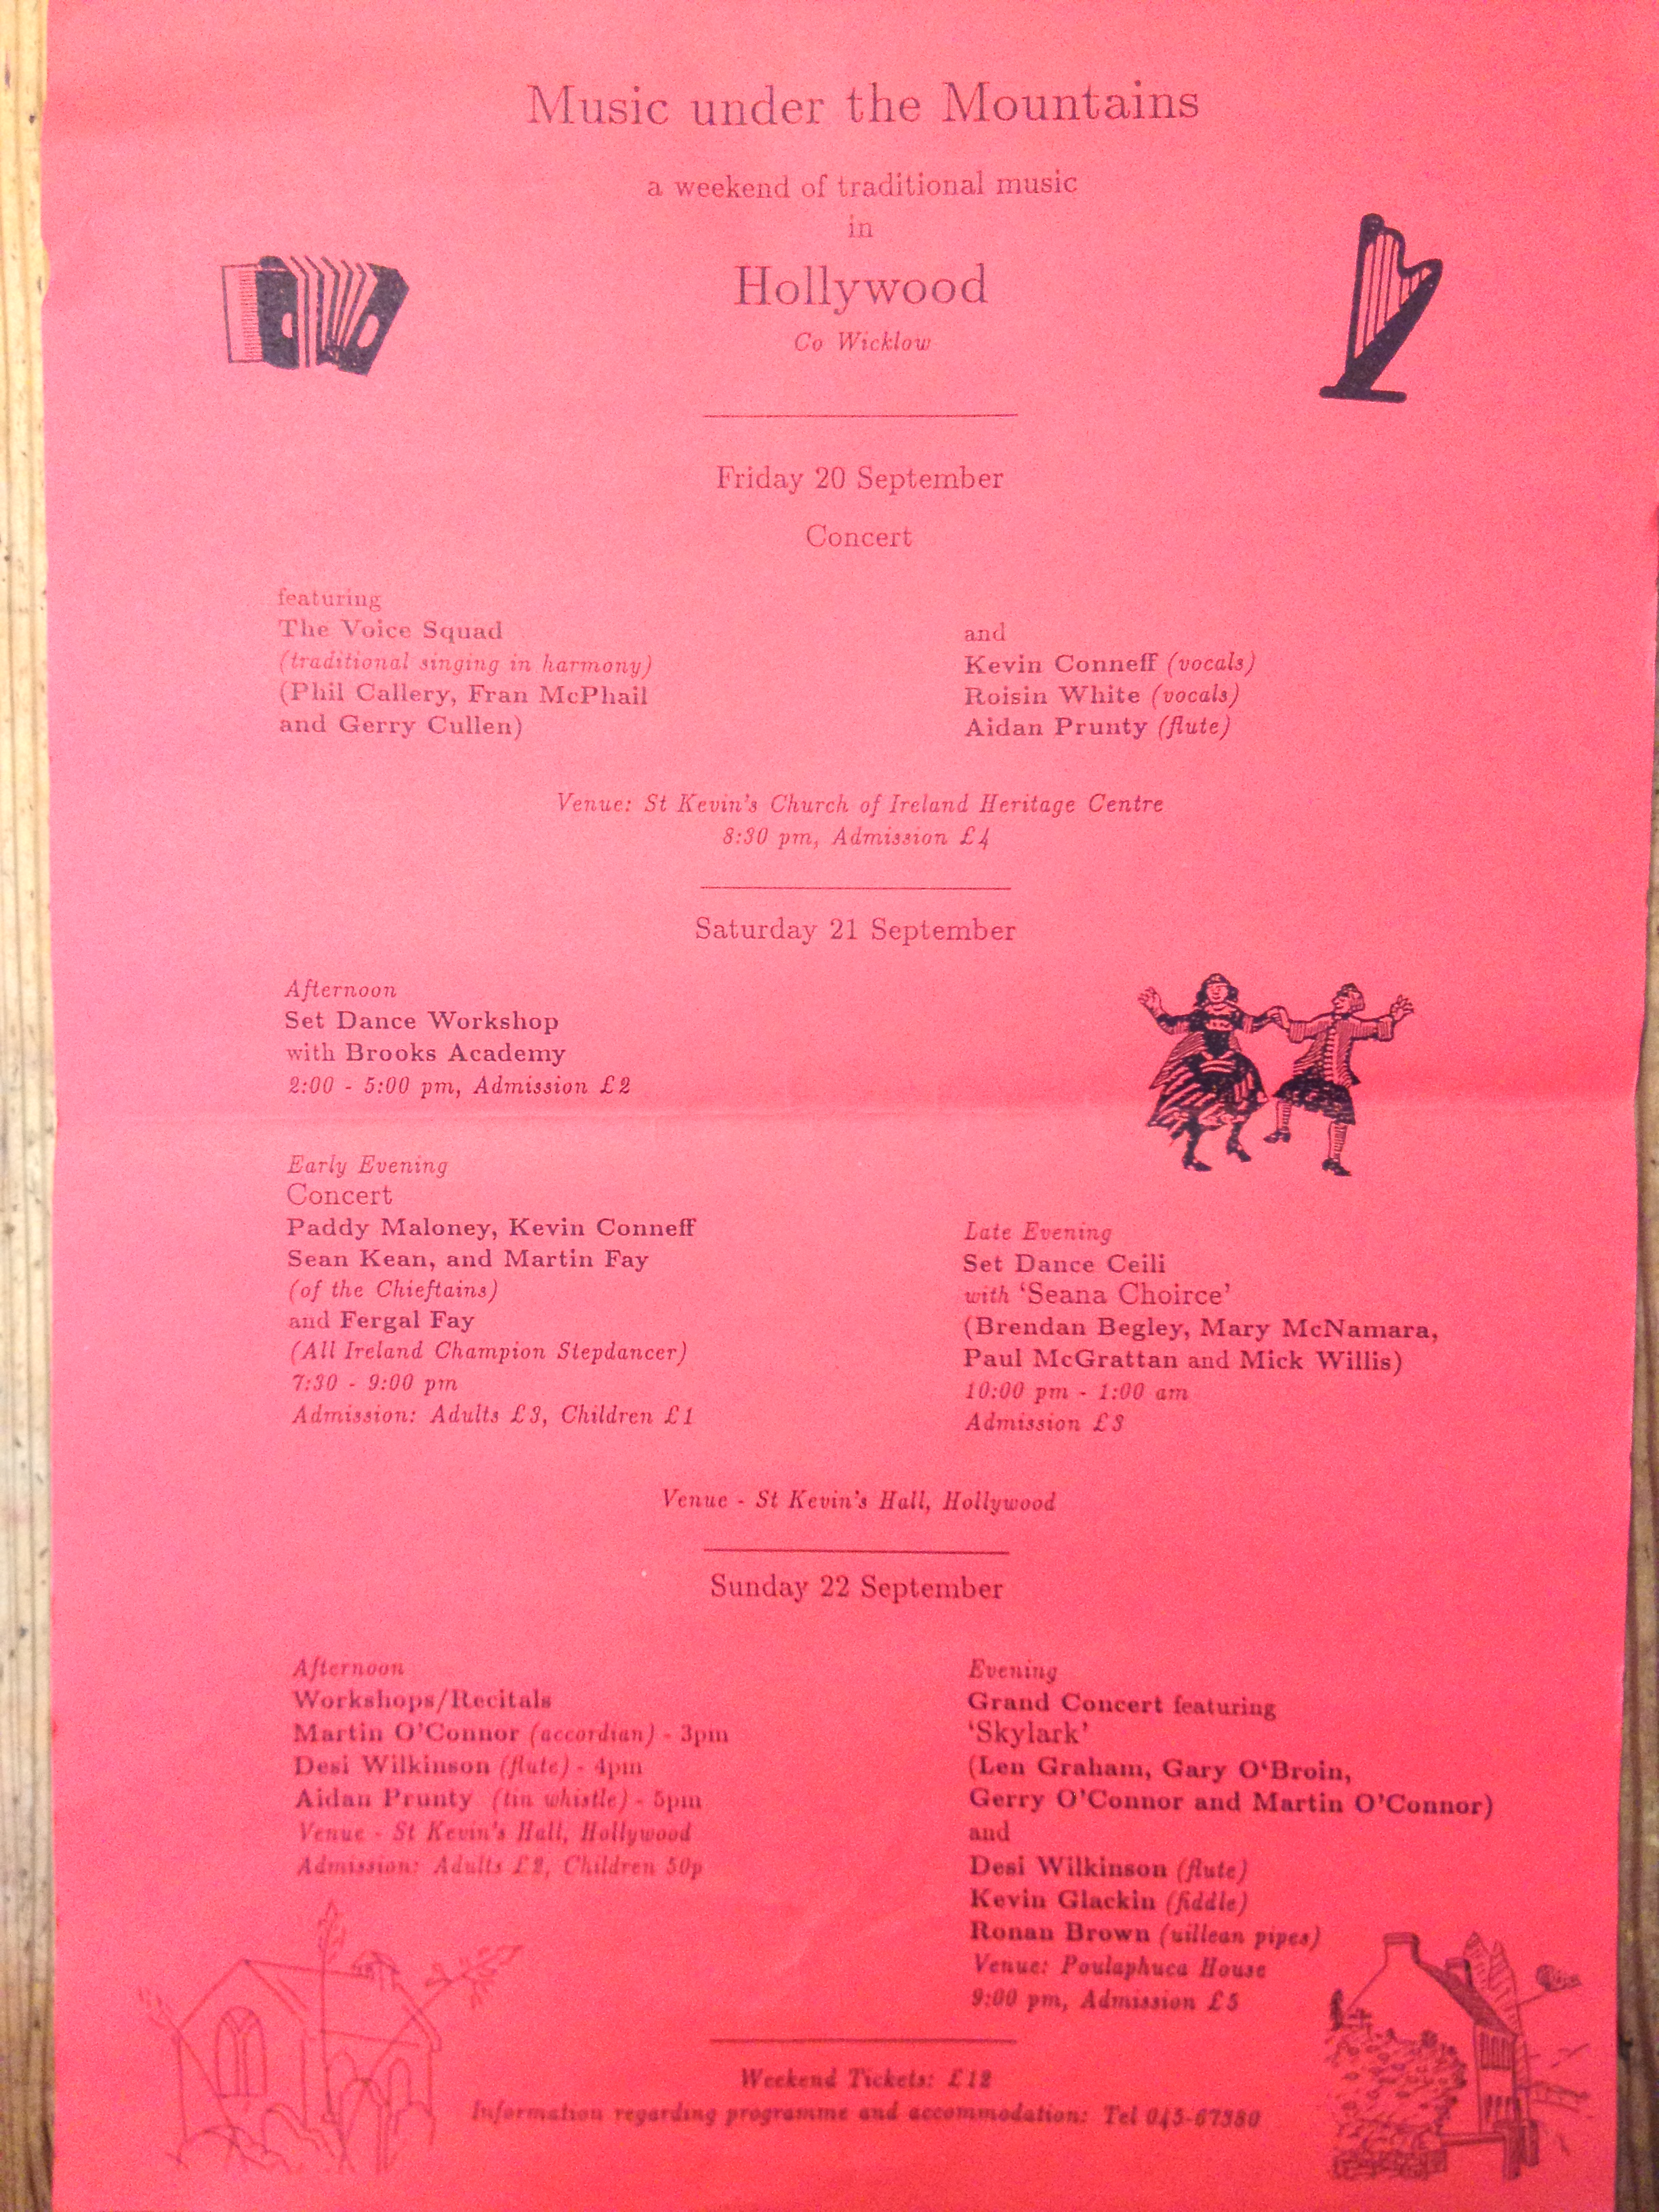 Music under the Mountains
a weekend of traditional music
in
Hollywood
Co Wicklow
Friday 20 September
Concert
featuring
The Voice Squad
(traditional singing in harmony)
(Phil Callery, Fran McPhail
and Gerry Cullen)
and
Kevin Conneff (vocals)
Roisin White (vocals)
Aidan Prunty (flute)
Venue: St Kevin's Church of Ireland Heritage Centre
8:30 pm, Admission £4
Saturday 21 September
Afternoon
Set Dance Workshop
with Brooks Academy
2:00 - 5:00 pm, Admission £2
Early Evening
Concert
Paddy Maloney, Kevin Conneff
Sean Kean, and Martin Fay
(of the Chieftains)
and Fergal Fay
(All Ireland Champion Stepdancer)
7:30 - 9:00 pm
Admission: Adults £3, Children £1
Late Evening
Set Dance Ceili
with 'Seana Choirce'
(Brendan Begley, Mary McNamara,
Paul McGrattan and Mick Willis)
10:00 pm - 1:00 am
Admission £3
Venue - St Kevin's Hall, Hollywood
Sunday 22 September
Afternoon
Workshops/Recitals
Martin O'Connor (accordian) - 3pm
Desi Wilkinson (flute) - 4pm
Aidan Prunty (tin whistle) - 5pm
Venue - St Kevin's Hall, Hollywood
Admission: Adults £2, Children 50p
Evening
Grand Concert featuring
'Skylark'
(Len Graham, Gary O'Broin,
Gerry O'Connor and Martin O'Connor)
and
Desi Wilkinson (flute)
Kevin Glackin (fiddle)
Ronan Brown (uillean pipes)
Venue: Poulaphuca House
9:00 pm, Admission £5
Weekend Tickets: £12
Information regarding programme and accommodation: Tel 045-67380